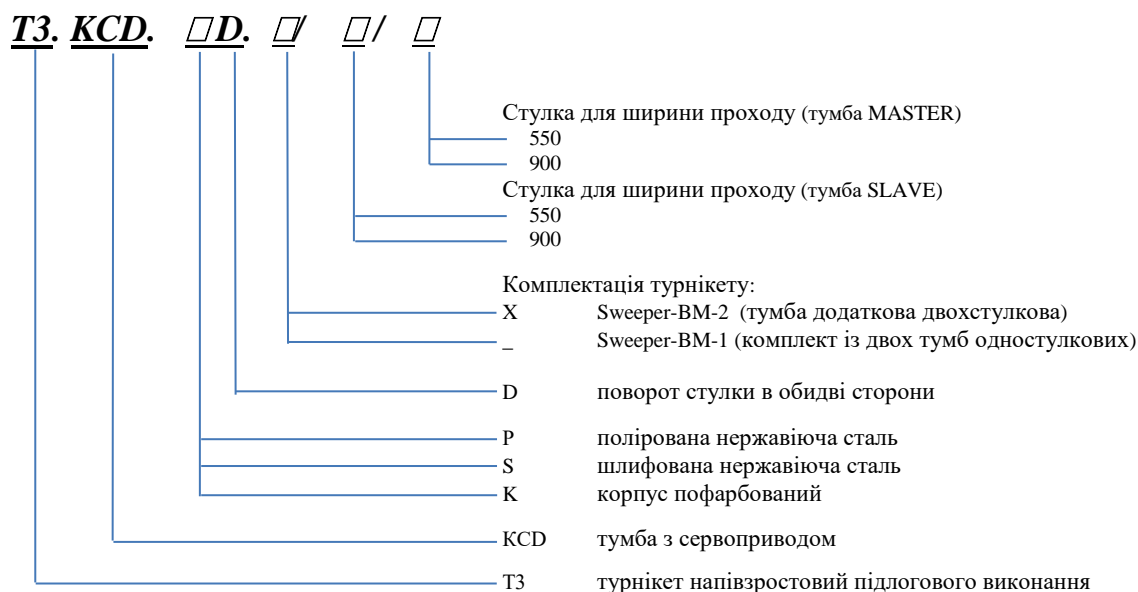 T3. KCD. □D. □/ □/ □
Стулка для ширини проходу (тумба MASTER)
550
900
Стулка для ширини проходу (тумба SLAVE)
550
900
Комплектація турнікету:
X Sweeper-BM-2 (тумба додаткова двохстулкова)
_ Sweeper-BM-1 (комплект із двох тумб одностулкових)
D поворот стулки в обидві сторони
P полірована нержавіюча сталь
S шлифована нержавіюча сталь
K корпус пофарбований
KCD тумба з сервоприводом
T3 турнікет напівзростовий підлогового виконання